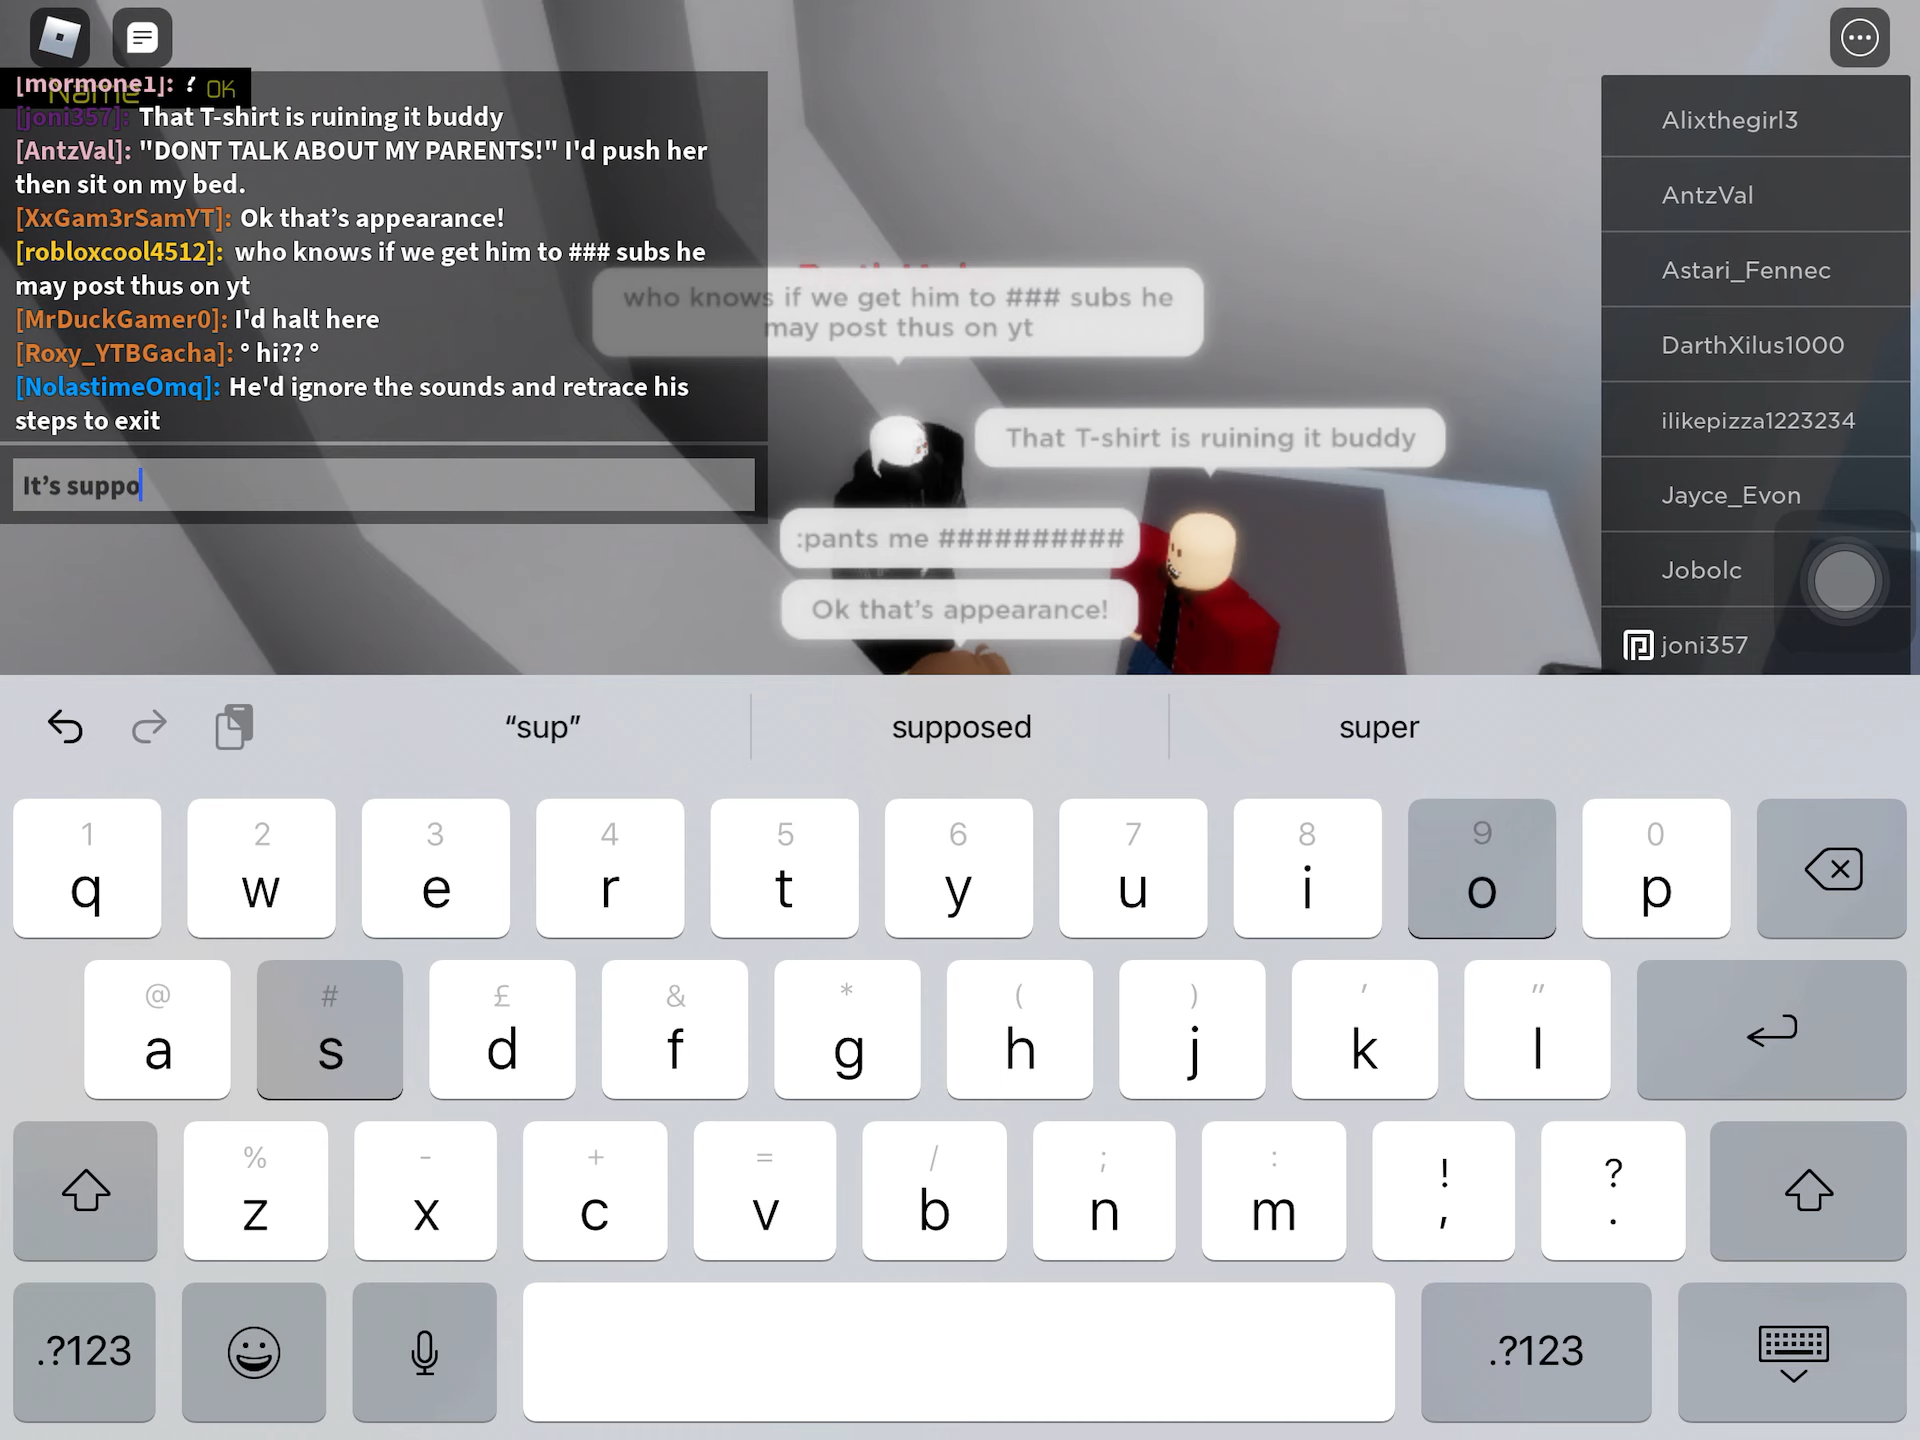 [mormone1]: ?
Name OK
[joni357]: That T-shirt is ruining it buddy
[AntzVal]: "DONT TALK ABOUT MY PARENTS!" I'd push her
then sit on my bed.
[XxGam3rSamYT]: Ok that's appearance!
[robloxcool4512]: who knows if we get him to ### subs he
may post thus on yt
[MrDuckGamer0]: I'd halt here
[Roxy_YTBGacha]: ° hi?? °
[NolastimeOmq]: He'd ignore the sounds and retrace his
steps to exit
It's suppo
who knows if we get him to ### subs he
may post thus on yt
That T-shirt is ruining it buddy
:pants me ##########
Ok that's appearance!
Alixthegirl3
AntzVal
Astari_Fennec
DarthXilus1000
ilikepizza1223234
Jayce_Evon
Jobolc
joni357
“sup” supposed super
1 2 3 4 5 6 7 8 9 0
q w e r t y u i o p
@ # £ & * ( ) ' "
a s d f g h j k l
% - + = / ; : ! ?
z x c v b n m , .
.?123 .?123